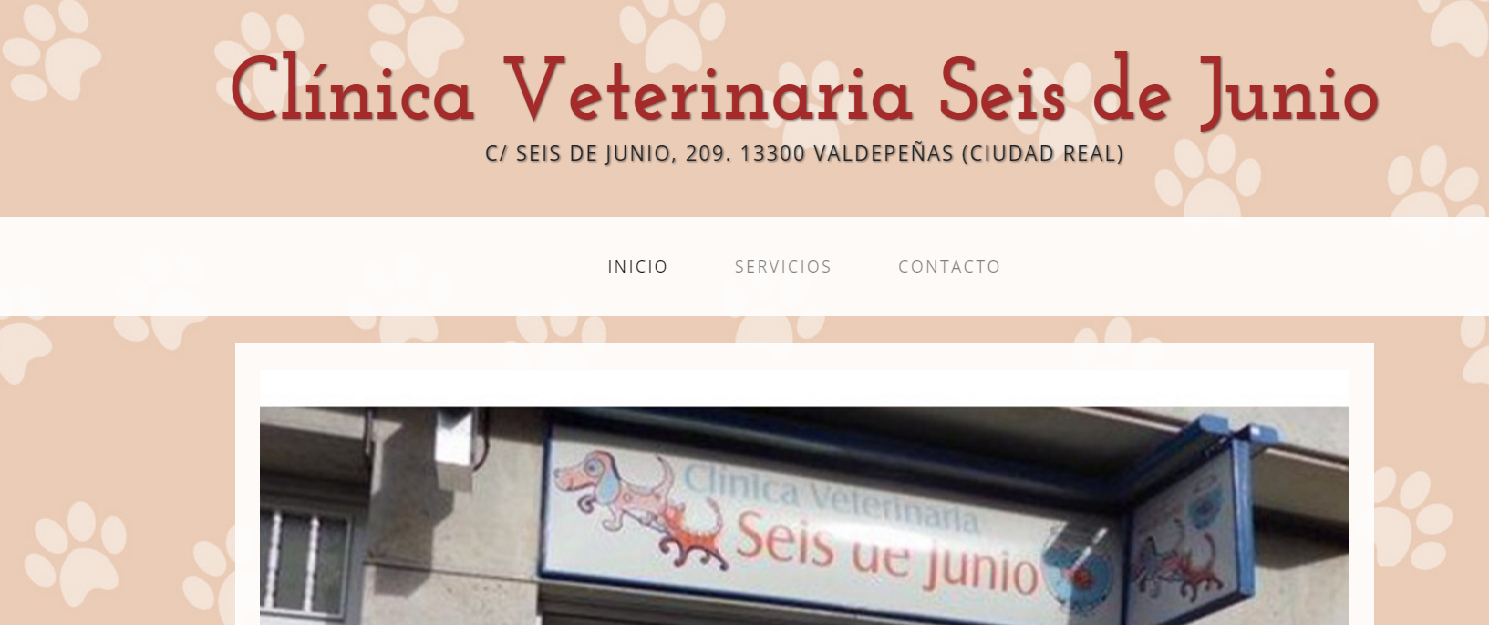 Clínica Veterinaria Seis de Junio
C/ SEIS DE JUNIO, 209. 13300 VALDEPEÑAS (CIUDAD REAL)
INICIO SERVICIOS CONTACTO
Clínica Veterinaria
Seis de Junio